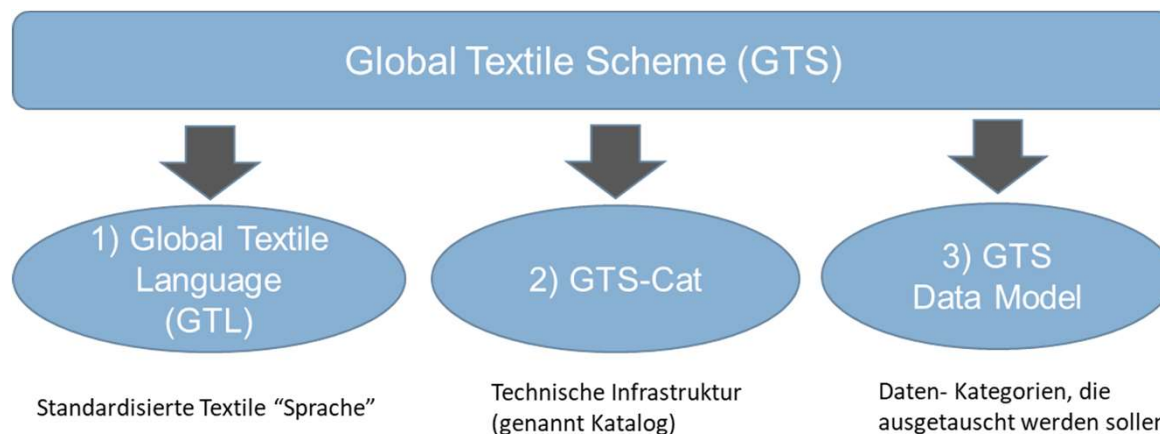 Global Textile Scheme (GTS)
1) Global Textile
Language
(GTL)
2) GTS-Cat
3) GTS
Data Model
Standardisierte Textile “Sprache”
Technische Infrastruktur
(genannt Katalog)
Daten- Kategorien, die
ausgetauscht werden sollen